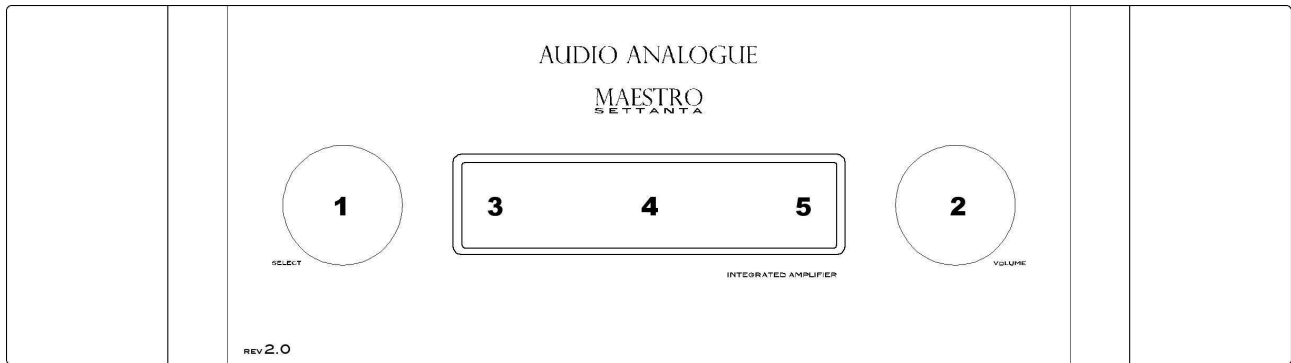 AUDIO ANALOGUE
MAESTRO
SETTANTA
1 3 4 5 2
SELECT
VOLUME
INTEGRATED AMPLIFIER
REV 2.0